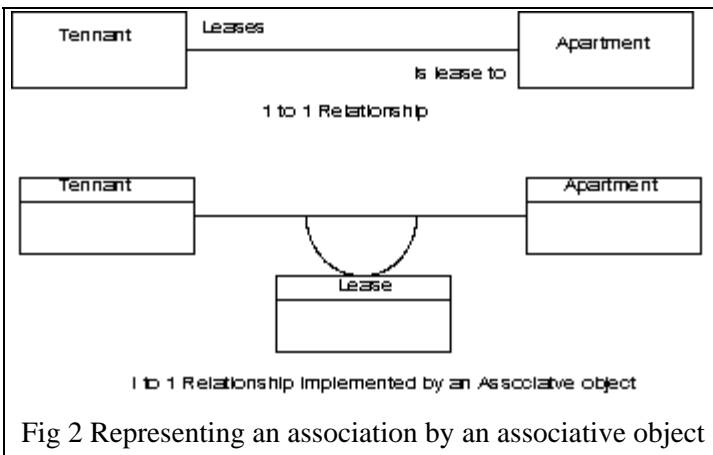 Tennant
Leases
Apartment
is lease to
1 to 1 Relationship
Tennant
Apartment
Lease
1 to 1 Relationship implemented by an Associatve object
Fig 2 Representing an association by an associative object